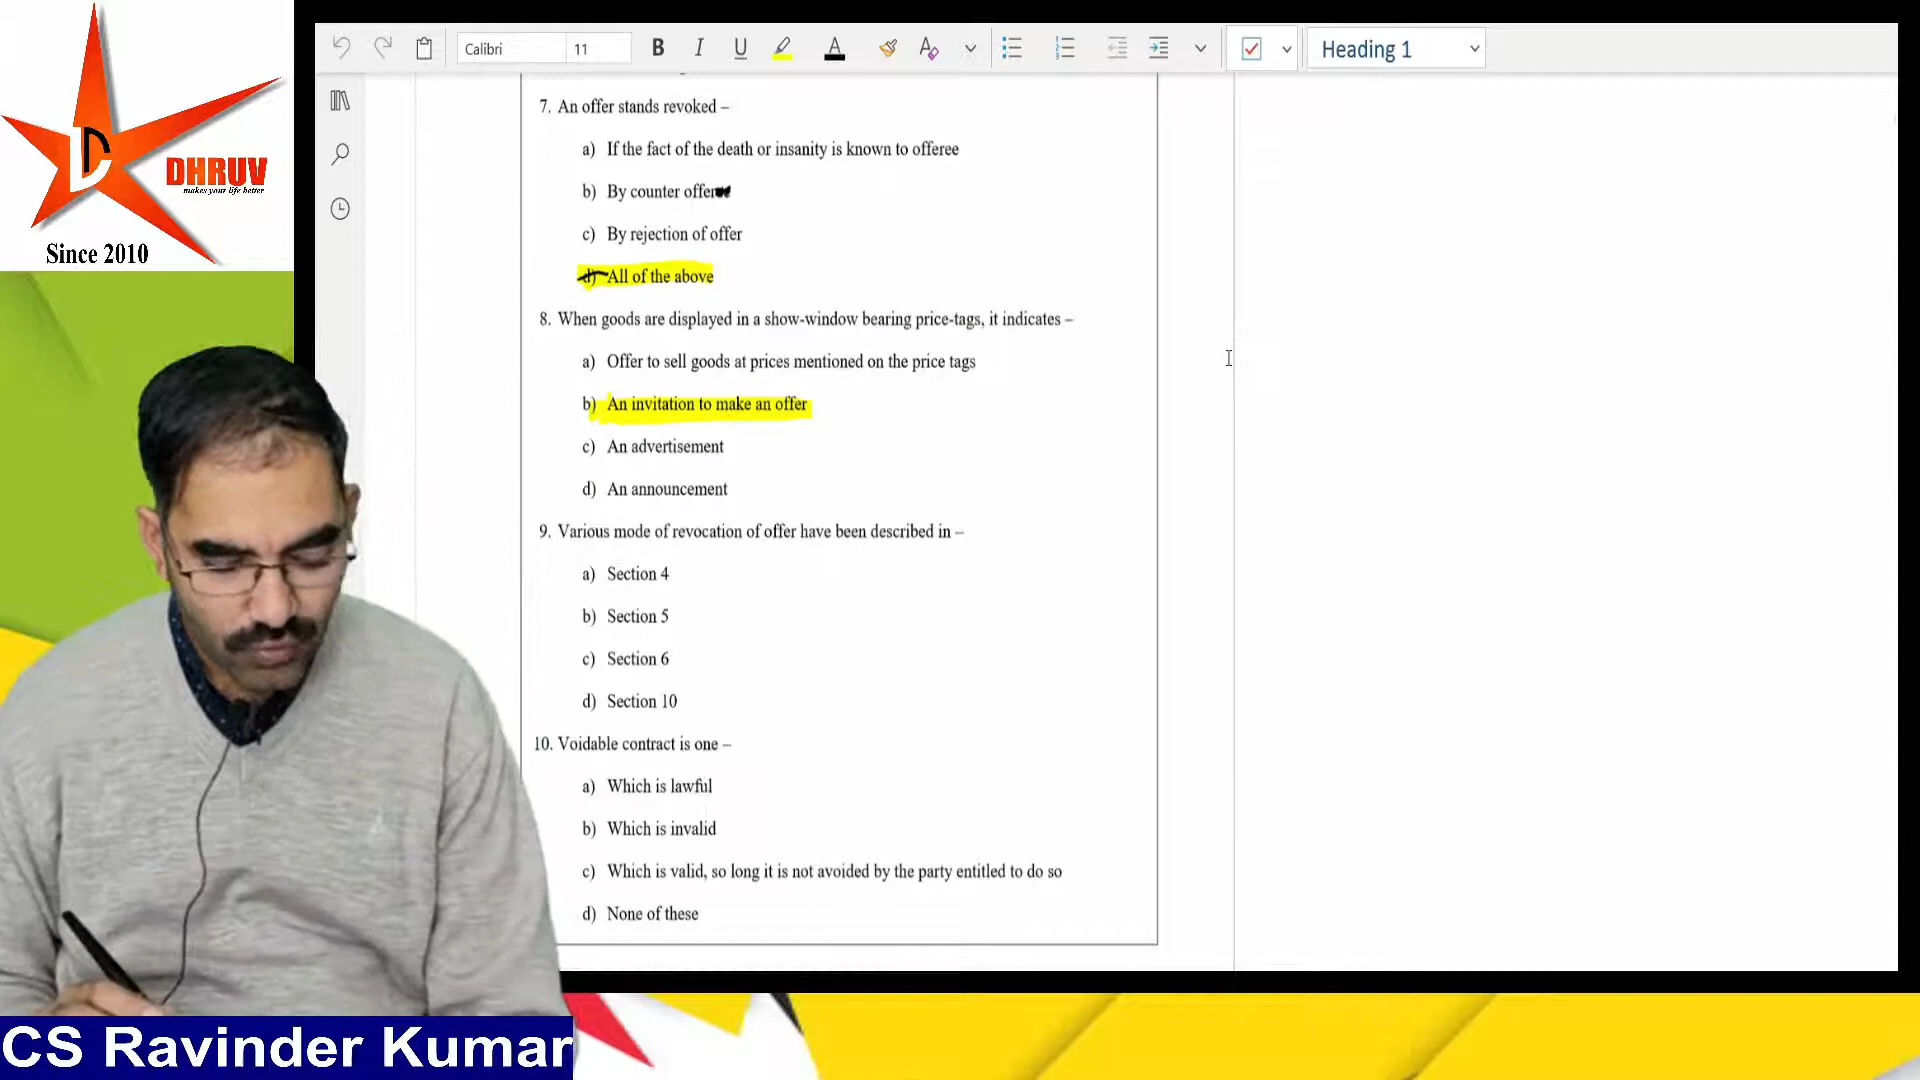 DHRUV
makes your life better
Since 2010
Calibri
11
B I U
A
Heading 1
7. An offer stands revoked –
a) If the fact of the death or insanity is known to offeree
b) By counter offer
c) By rejection of offer
d) All of the above
8. When goods are displayed in a show-window bearing price-tags, it indicates –
a) Offer to sell goods at prices mentioned on the price tags
b) An invitation to make an offer
c) An advertisement
d) An announcement
9. Various mode of revocation of offer have been described in –
a) Section 4
b) Section 5
c) Section 6
d) Section 10
10. Voidable contract is one –
a) Which is lawful
b) Which is invalid
c) Which is valid, so long it is not avoided by the party entitled to do so
d) None of these
CS Ravinder Kumar